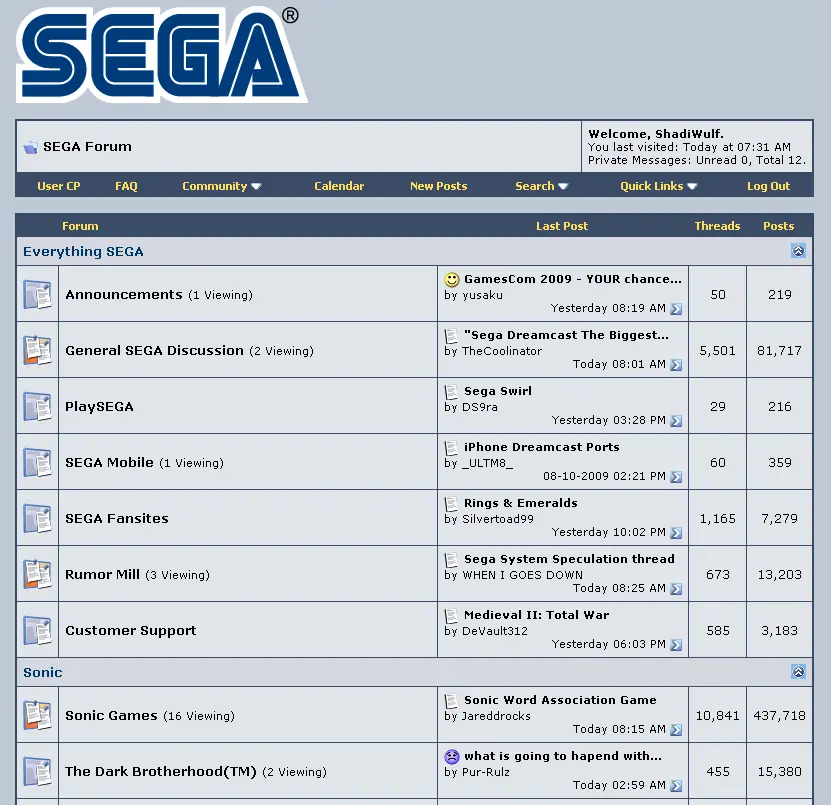 SEGA®
SEGA Forum
Welcome, ShadiWulf.
You last visited: Today at 07:31 AM
Private Messages: Unread 0, Total 12.
User CP FAQ Community Calendar New Posts Search Quick Links Log Out
Forum Last Post Threads Posts
Everything SEGA
Announcements (1 Viewing)
GamesCom 2009 - YOUR chance...
by yusaku
Yesterday 08:19 AM
50 219
General SEGA Discussion (2 Viewing)
"Sega Dreamcast The Biggest...
by TheCoolinator
Today 08:01 AM
5,501 81,717
PlaySEGA
Sega Swirl
by DS9ra
Yesterday 03:28 PM
29 216
SEGA Mobile (1 Viewing)
iPhone Dreamcast Ports
by _ULTM8_
08-10-2009 02:21 PM
60 359
SEGA Fansites
Rings & Emeralds
by Silvertoad99
Yesterday 10:02 PM
1,165 7,279
Rumor Mill (3 Viewing)
Sega System Speculation thread
by WHEN I GOES DOWN
Today 08:25 AM
673 13,203
Customer Support
Medieval II: Total War
by DeVault312
Yesterday 06:03 PM
585 3,183
Sonic
Sonic Games (16 Viewing)
Sonic Word Association Game
by Jareddrocks
Today 08:15 AM
10,841 437,718
The Dark Brotherhood(TM) (2 Viewing)
what is going to hapend with...
by Pur-Rulz
Today 02:59 AM
455 15,380